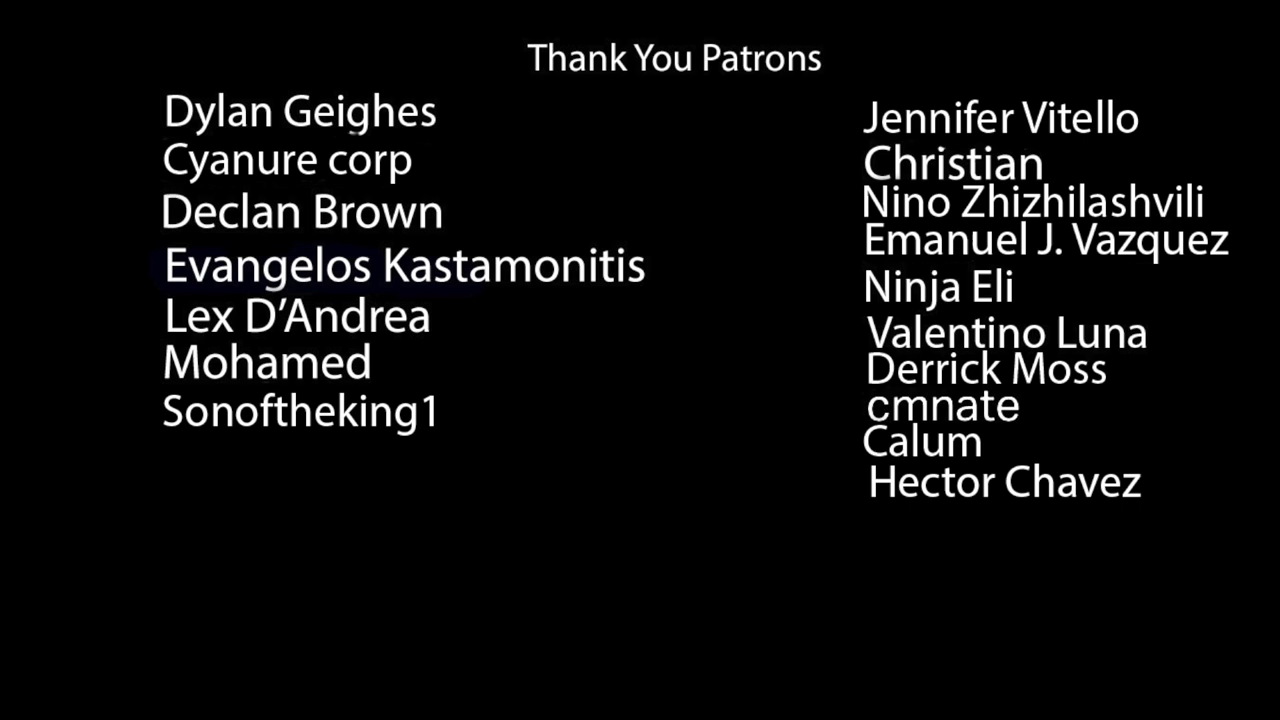 Thank You Patrons
Dylan Geighes
Cyanure corp
Declan Brown
Evangelos Kastamonitis
Lex D’Andrea
Mohamed
Sonoftheking1
Jennifer Vitello
Christian
Nino Zhizhilashvili
Emanuel J. Vazquez
Ninja Eli
Valentino Luna
Derrick Moss
cmnate
Calum
Hector Chavez